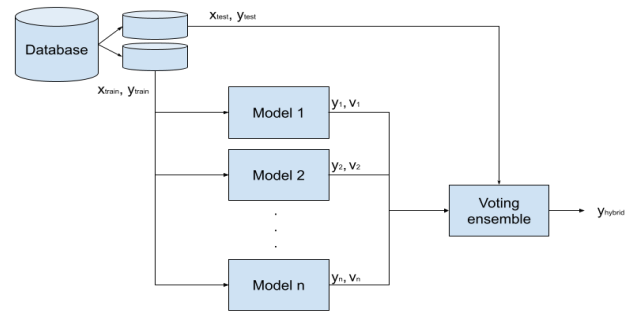 xtest, ytest
Database
xtrain, ytrain
Model 1
y1, v1
Model 2
y2, v2
.
.
.
Voting
ensemble
yhybrid
Model n
yn, vn